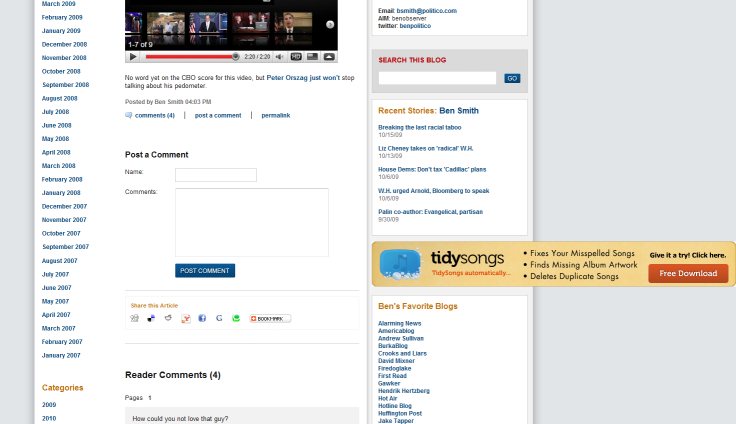 March 2009
February 2009
January 2009
December 2008
November 2008
October 2008
September 2008
August 2008
July 2008
June 2008
May 2008
April 2008
March 2008
February 2008
January 2008
December 2007
November 2007
October 2007
September 2007
August 2007
July 2007
June 2007
May 2007
April 2007
March 2007
February 2007
January 2007
Categories
2009
2010
1-7 of 9
2:20 / 2:20
HD
No word yet on the CBO score for this video, but Peter Orszag just won't stop
talking about his pedometer.
Posted by Ben Smith 04:03 PM
comments (4) | post a comment | permalink
Post a Comment
Name:
Comments:
POST COMMENT
Share this Article
BOOKMARK
Reader Comments (4)
Pages 1
How could you not love that guy?
Email: bsmith@politico.com
AIM: benobserver
twitter: benpolitico
SEARCH THIS BLOG
GO
Recent Stories: Ben Smith
Breaking the last racial taboo
10/15/09
Liz Cheney takes on 'radical' W.H.
10/13/09
House Dems: Don't tax 'Cadillac' plans
10/6/09
W.H. urged Arnold, Bloomberg to speak
10/6/09
Palin co-author: Evangelical, partisan
9/30/09
tidysongs
TidySongs automatically...
• Fixes Your Misspelled Songs
• Finds Missing Album Artwork
• Deletes Duplicate Songs
Give it a try! Click here.
Free Download
Ben's Favorite Blogs
Alarming News
Americablog
Andrew Sullivan
BurkaBlog
Crooks and Liars
David Mixner
Firedoglake
First Read
Gawker
Hendrik Hertzberg
Hot Air
Hotline Blog
Huffington Post
Jake Tapper